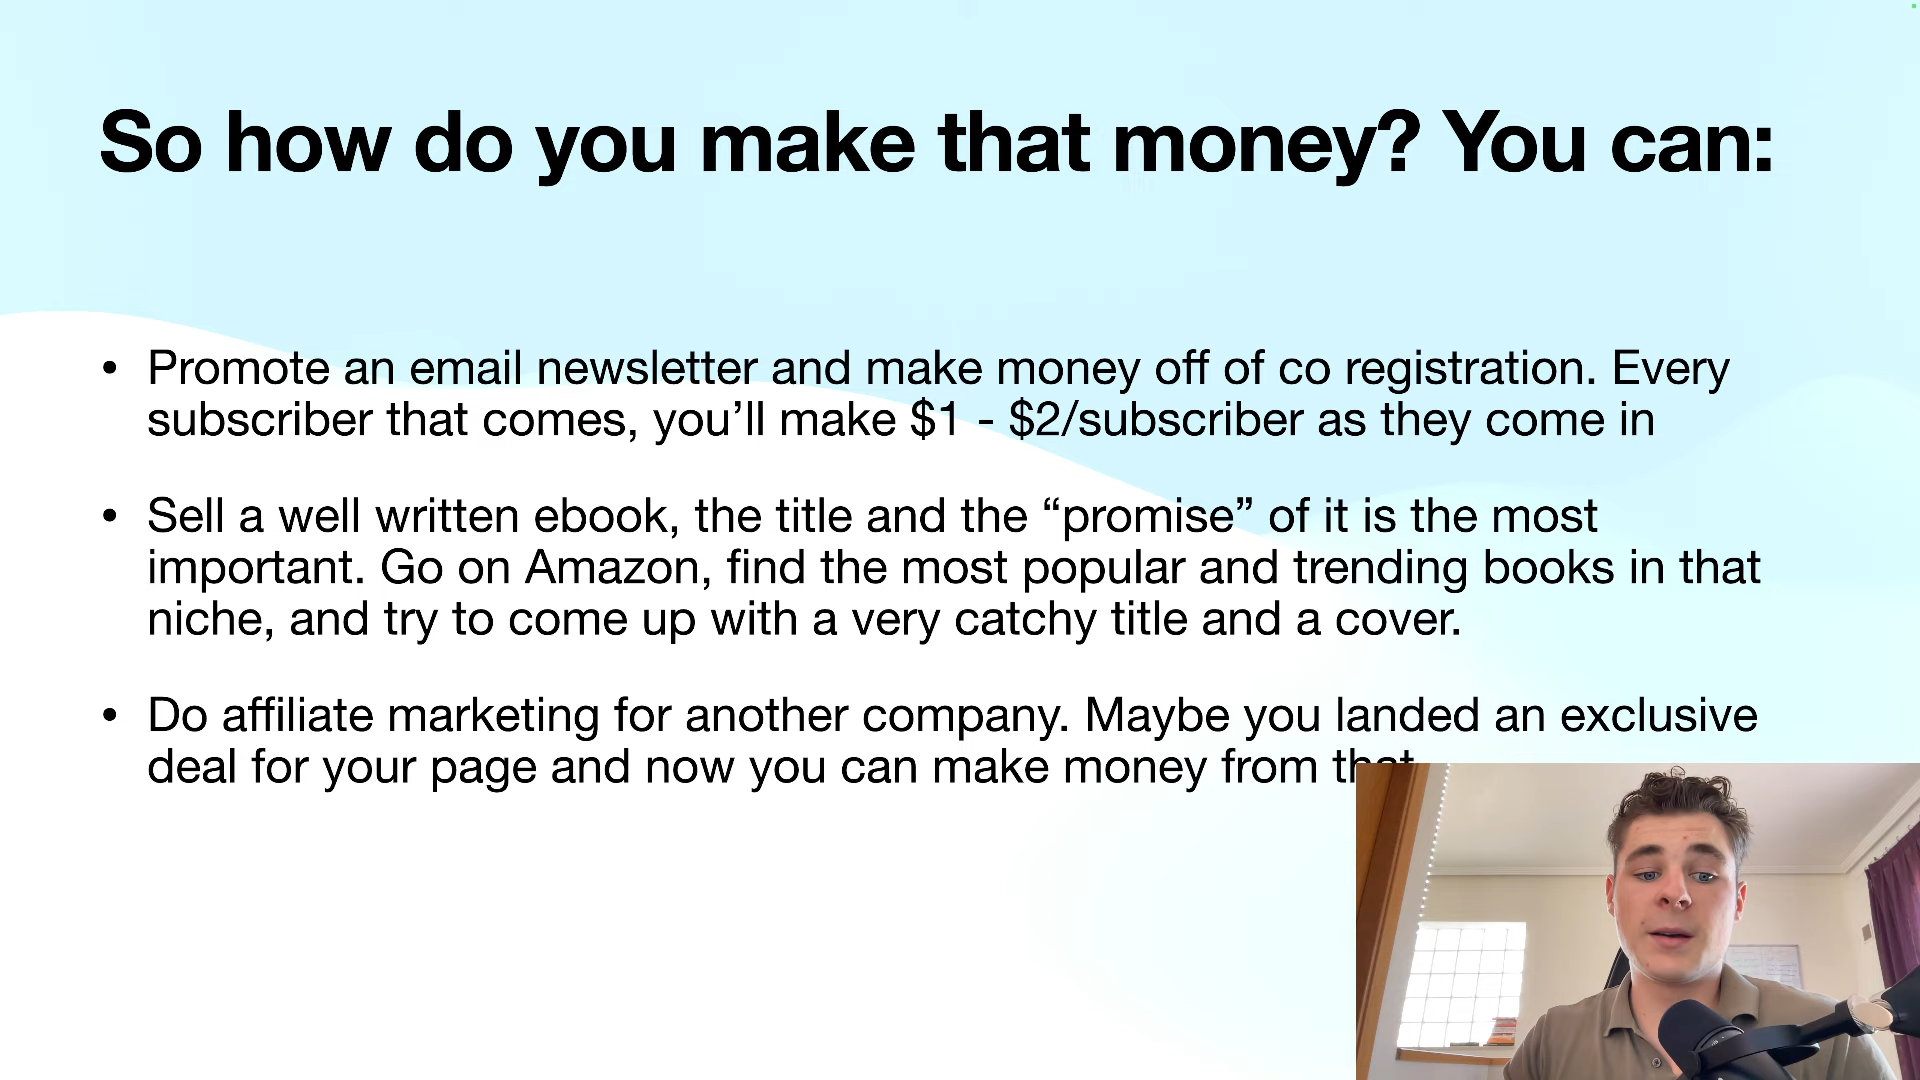 So how do you make that money? You can:
• Promote an email newsletter and make money off of co registration. Every
subscriber that comes, you’ll make $1 - $2/subscriber as they come in
• Sell a well written ebook, the title and the “promise” of it is the most
important. Go on Amazon, find the most popular and trending books in that
niche, and try to come up with a very catchy title and a cover.
• Do affiliate marketing for another company. Maybe you landed an exclusive
deal for your page and now you can make money from that